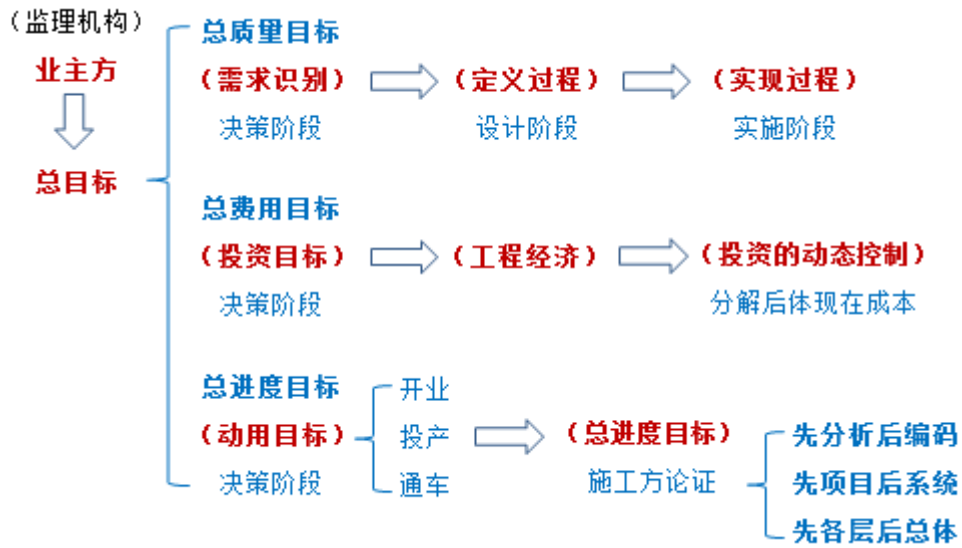 （监理机构）
业主方
总目标
总质量目标
（需求识别）
（定义过程）
（实现过程）
决策阶段
设计阶段
实施阶段
总费用目标
（投资目标）
（工程经济）
（投资的动态控制）
决策阶段
分解后体现在成本
总进度目标
（动用目标）
决策阶段
开业
投产
通车
（总进度目标）
施工方论证
先分析后编码
先项目后系统
先各层后总体